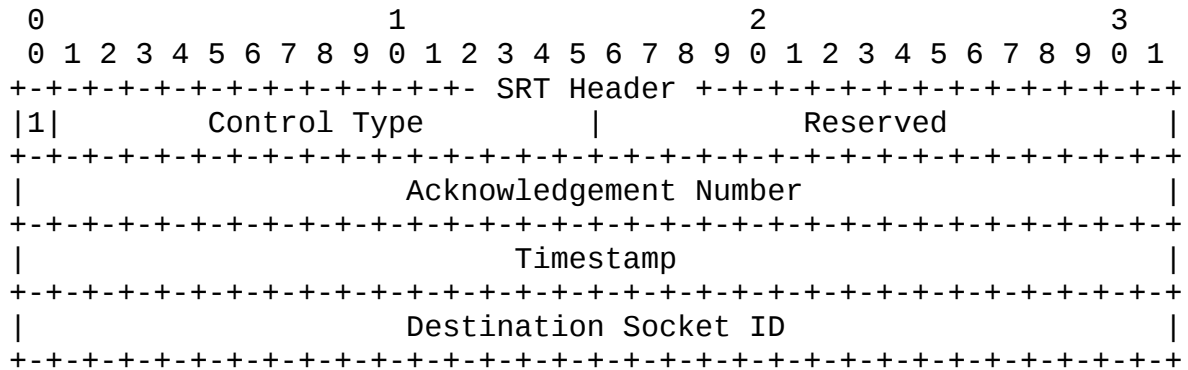 0                   1                   2                   3
 0 1 2 3 4 5 6 7 8 9 0 1 2 3 4 5 6 7 8 9 0 1 2 3 4 5 6 7 8 9 0 1
+-+-+-+-+-+-+-+-+-+-+-+-+- SRT Header +-+-+-+-+-+-+-+-+-+-+-+-+-+
|1|         Control Type        |           Reserved            |
+-+-+-+-+-+-+-+-+-+-+-+-+-+-+-+-+-+-+-+-+-+-+-+-+-+-+-+-+-+-+-+-+
|                     Acknowledgement Number                    |
+-+-+-+-+-+-+-+-+-+-+-+-+-+-+-+-+-+-+-+-+-+-+-+-+-+-+-+-+-+-+-+-+
|                           Timestamp                           |
+-+-+-+-+-+-+-+-+-+-+-+-+-+-+-+-+-+-+-+-+-+-+-+-+-+-+-+-+-+-+-+-+
|                     Destination Socket ID                     |
+-+-+-+-+-+-+-+-+-+-+-+-+-+-+-+-+-+-+-+-+-+-+-+-+-+-+-+-+-+-+-+-+